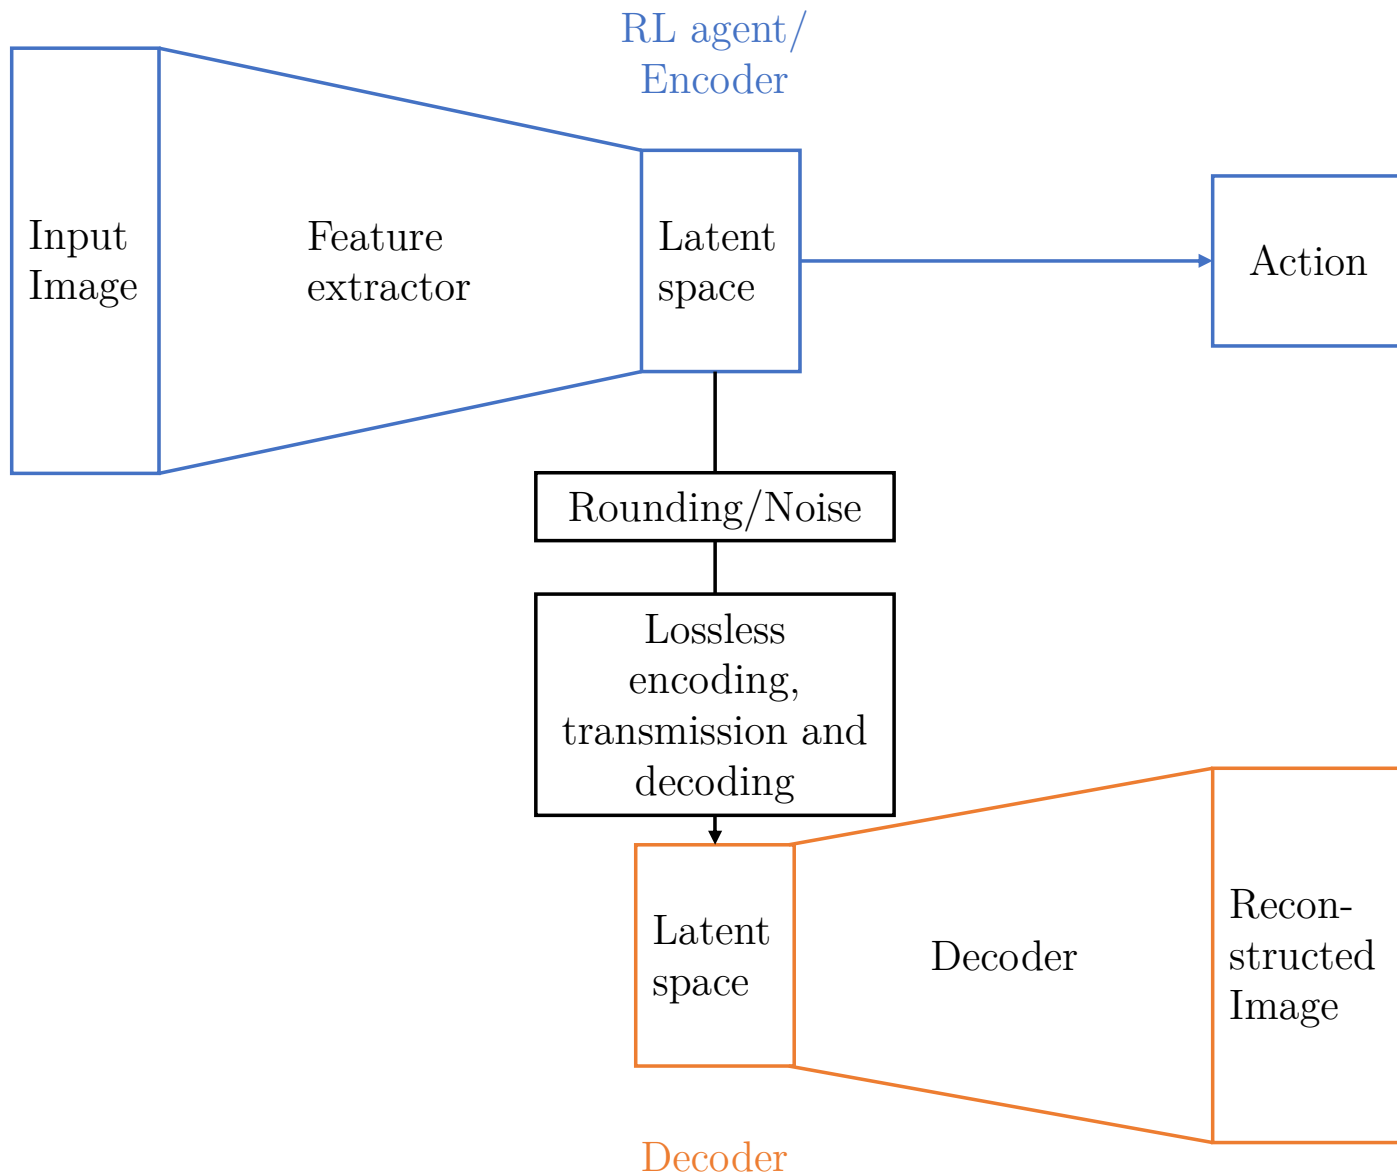 RL agent/
Encoder
Input
Image
Feature
extractor
Latent
space
Action
Rounding/Noise
Lossless
encoding,
transmission and
decoding
Latent
space
Decoder
Recon-
structed
Image
Decoder